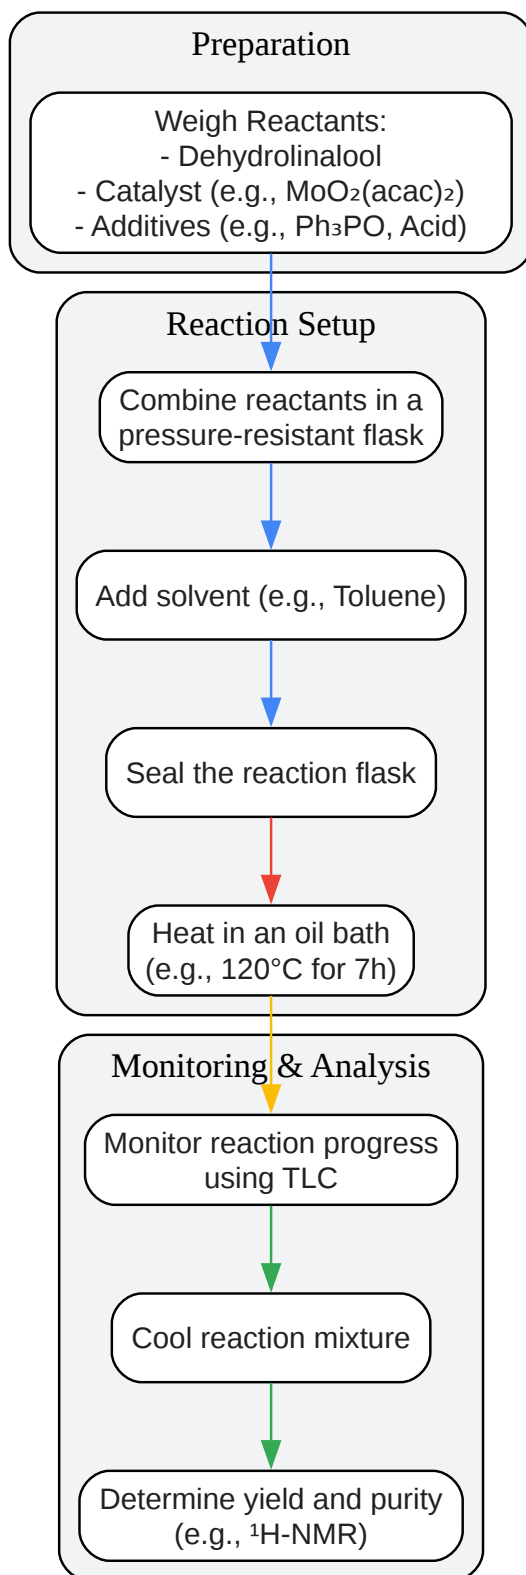 Preparation
Weigh Reactants:
- Dehydrolinalool
- Catalyst (e.g., MoO₂(acac)₂)
- Additives (e.g., Ph₃PO, Acid)
Reaction Setup
Combine reactants in a
pressure-resistant flask
Add solvent (e.g., Toluene)
Seal the reaction flask
Heat in an oil bath
(e.g., 120°C for 7h)
Monitoring & Analysis
Monitor reaction progress
using TLC
Cool reaction mixture
Determine yield and purity
(e.g., ¹H-NMR)